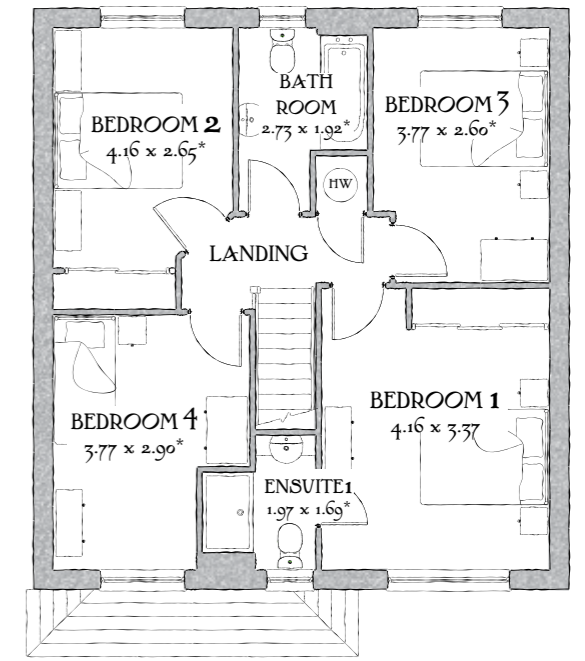 BATH
ROOM
2.73 x 1.92*
BEDROOM 2
4.16 x 2.65*
BEDROOM 3
3.77 x 2.60*
HW
LANDING
BEDROOM 4
3.77 x 2.90*
BEDROOM 1
4.16 x 3.37
ENSUITE1
1.97 x 1.69*